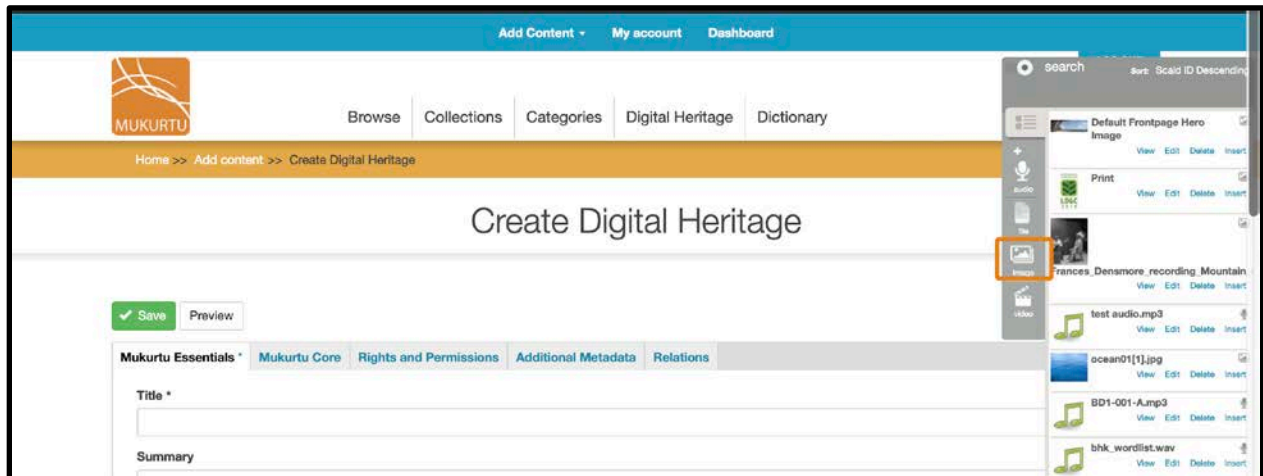 Add Content
My account
Dashboard
MUKURTU
Browse
Collections
Categories
Digital Heritage
Dictionary
Home >> Add content >> Create Digital Heritage
Create Digital Heritage
Save
Preview
Mukurtu Essentials *
Mukurtu Core
Rights and Permissions
Additional Metadata
Relations
Title *
Summary
search
Sort: Scald ID Descending
audio
file
image
video
Default Frontpage Hero
Image
View Edit Delete Insert
Print
View Edit Delete Insert
Frances_Densmore_recording_Mountain
View Edit Delete Insert
test audio.mp3
View Edit Delete Insert
ocean01[1].jpg
View Edit Delete Insert
BD1-001-A.mp3
View Edit Delete Insert
bhk_wordlist.wav
View Edit Delete Insert